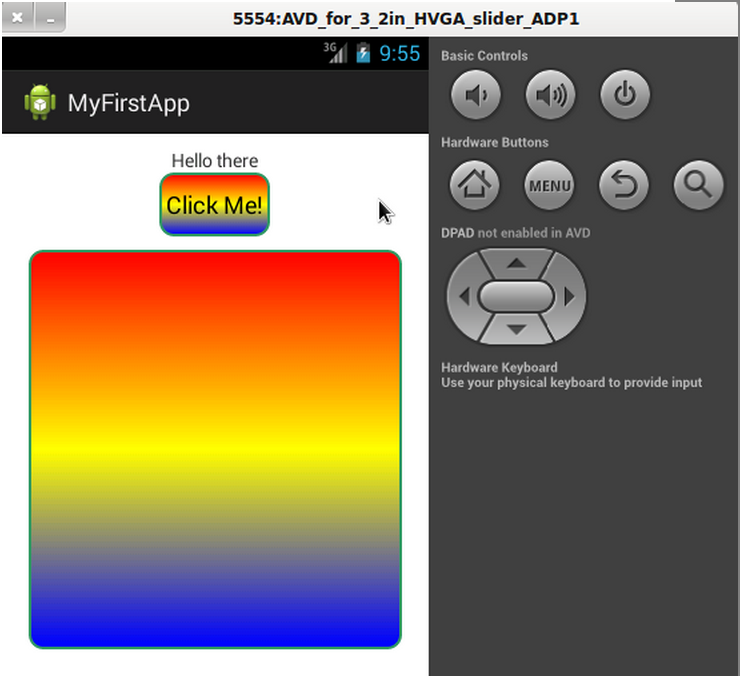 5554:AVD_for_3_2in_HVGA_slider_ADP1
3G 9:55
MyFirstApp
Hello there
Click Me!
Basic Controls
Hardware Buttons
MENU
DPAD not enabled in AVD
Hardware Keyboard
Use your physical keyboard to provide input